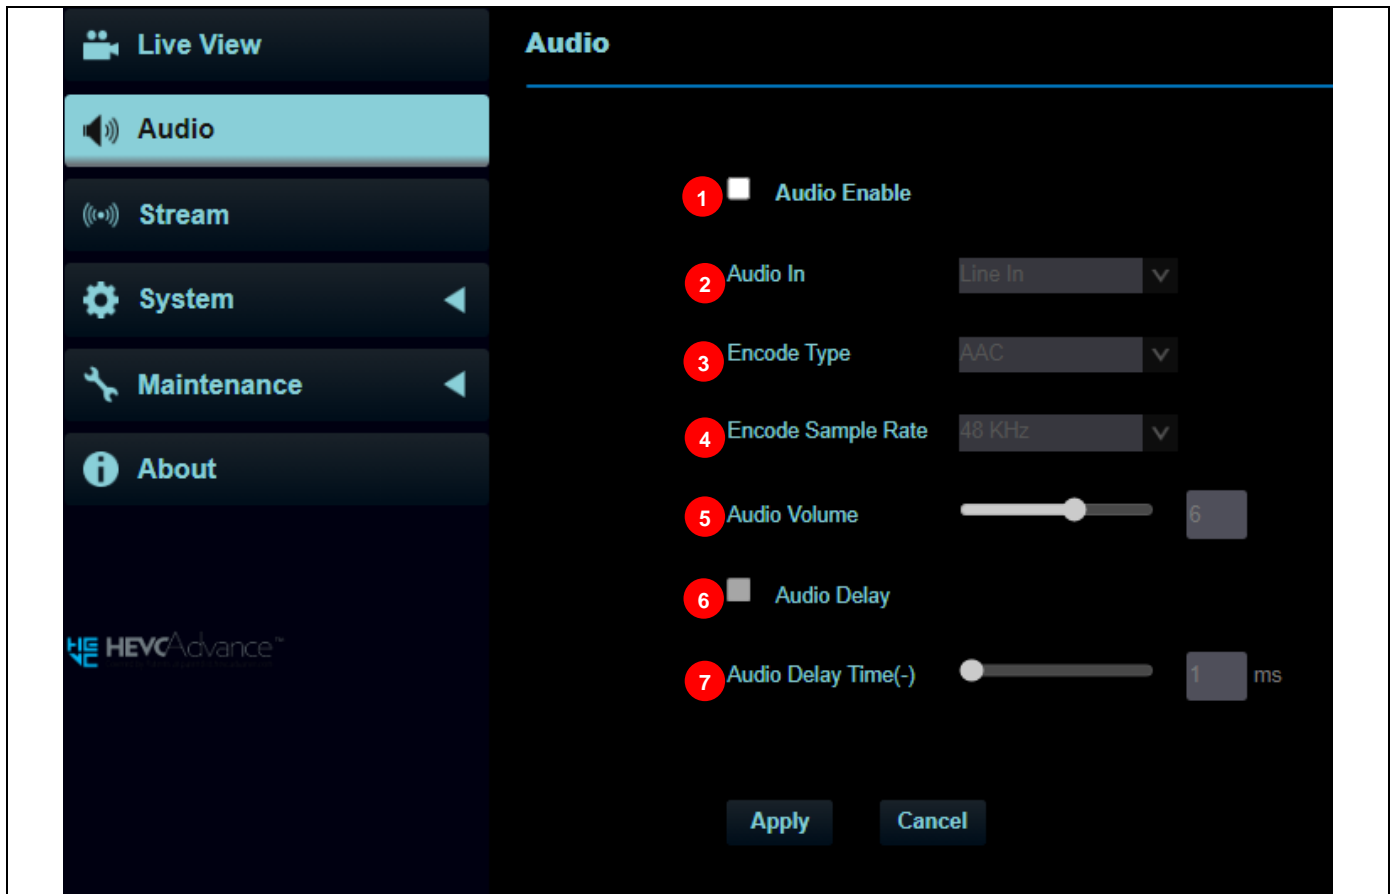 Live View
Audio
Stream
System
Maintenance
About
HEVCAdvance™
Audio
1 Audio Enable
2 Audio In Line In
3 Encode Type AAC
4 Encode Sample Rate 48 KHz
5 Audio Volume 6
6 Audio Delay
7 Audio Delay Time(-) 1 ms
Apply Cancel